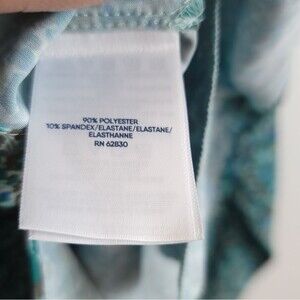 90% POLYESTER
10% SPANDEX/ELASTANE/ELASTANE/
ELASTHANNE
RN 62830